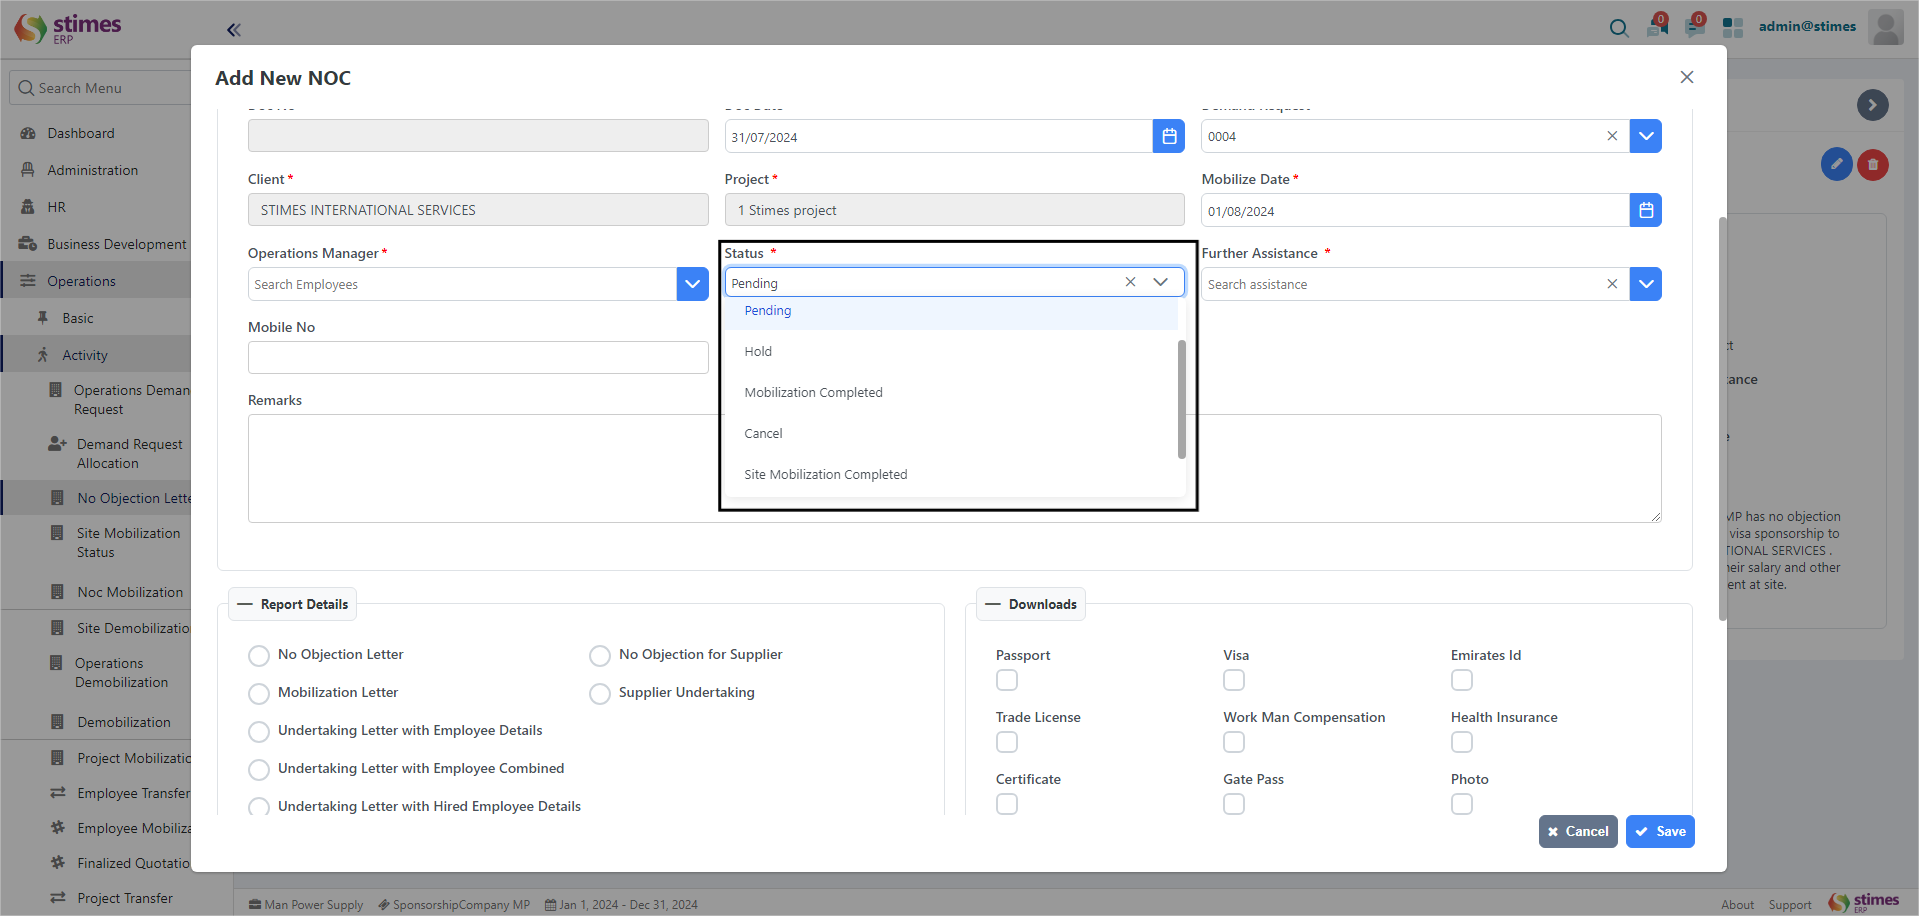 stimes
ERP
0
0
admin@stimes
Search Menu
Dashboard
Administration
HR
Business Development
Operations
Basic
Activity
Operations Deman
Request
Demand Request
Allocation
No Objection Lette
Site Mobilization
Status
Noc Mobilization
Site Demobilizatio
Operations
Demobilization
Demobilization
Project Mobilizatio
Employee Transfer
Employee Mobiliza
Finalized Quotatio
Project Transfer
Add New NOC
31/07/2024
0004
Client *
Project *
Mobilize Date *
STIMES INTERNATIONAL SERVICES
1 Stimes project
01/08/2024
Operations Manager *
Status *
Further Assistance *
Search Employees
Pending
Search assistance
Mobile No
Pending
Hold
Mobilization Completed
Cancel
Site Mobilization Completed
Remarks
Report Details
No Objection Letter
No Objection for Supplier
Mobilization Letter
Supplier Undertaking
Undertaking Letter with Employee Details
Undertaking Letter with Employee Combined
Undertaking Letter with Hired Employee Details
Downloads
Passport
Visa
Emirates Id
Trade License
Work Man Compensation
Health Insurance
Certificate
Gate Pass
Photo
Cancel
Save
MP has no objection
visa sponsorship to
TIONAL SERVICES .
heir salary and other
ent at site.
Man Power Supply
SponsorshipCompany MP
Jan 1, 2024 - Dec 31, 2024
About
Support
stimes
ERP